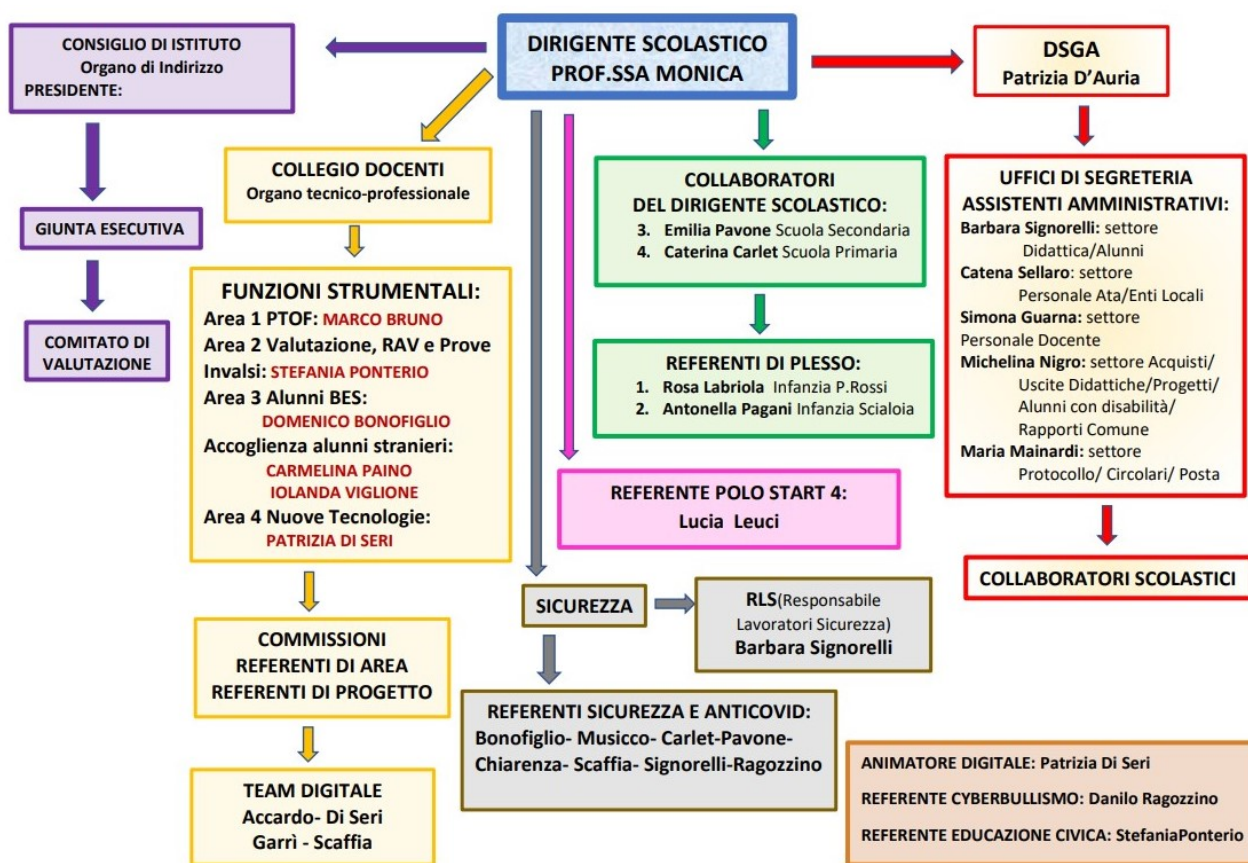 CONSIGLIO DI ISTITUTO
Organo di Indirizzo
PRESIDENTE:
DIRIGENTE SCOLASTICO
PROF.SSA MONICA
DSGA
Patrizia D'Auria
COLLEGIO DOCENTI
Organo tecnico-professionale
GIUNTA ESECUTIVA
COMITATO DI
VALUTAZIONE
FUNZIONI STRUMENTALI:
Area 1 PTOF: MARCO BRUNO
Area 2 Valutazione, RAV e Prove
Invalsi: STEFANIA PONTERIO
Area 3 Alunni BES:
DOMENICO BONOFIGLIO
Accoglienza alunni stranieri:
CARMELINA PAINO
IOLANDA VIGLIONE
Area 4 Nuove Tecnologie:
PATRIZIA DI SERI
COMMISSIONI
REFERENTI DI AREA
REFERENTI DI PROGETTO
TEAM DIGITALE
Accardo- Di Seri
Garrì - Scaffia
COLLABORATORI
DEL DIRIGENTE SCOLASTICO:
3. Emilia Pavone Scuola Secondaria
4. Caterina Carlet Scuola Primaria
REFERENTI DI PLESSO:
1. Rosa Labriola Infanzia P.Rossi
2. Antonella Pagani Infanzia Scialoia
REFERENTE POLO START 4:
Lucia Leuci
SICUREZZA
RLS(Responsabile
Lavoratori Sicurezza)
Barbara Signorelli
REFERENTI SICUREZZA E ANTICOVID:
Bonofiglio- Musicco- Carlet-Pavone-
Chiarenza- Scaffia- Signorelli-Ragozzino
UFFICI DI SEGRETERIA
ASSISTENTI AMMINISTRATIVI:
Barbara Signorelli: settore
Didattica/Alunni
Catena Sellaro: settore
Personale Ata/Enti Locali
Simona Guarna: settore
Personale Docente
Michelina Nigro: settore Acquisti/
Uscite Didattiche/Progetti/
Alunni con disabilità/
Rapporti Comune
Maria Mainardi: settore
Protocollo/ Circolari/ Posta
COLLABORATORI SCOLASTICI
ANIMATORE DIGITALE: Patrizia Di Seri
REFERENTE CYBERBULLISMO: Danilo Ragozzino
REFERENTE EDUCAZIONE CIVICA: StefaniaPonterio